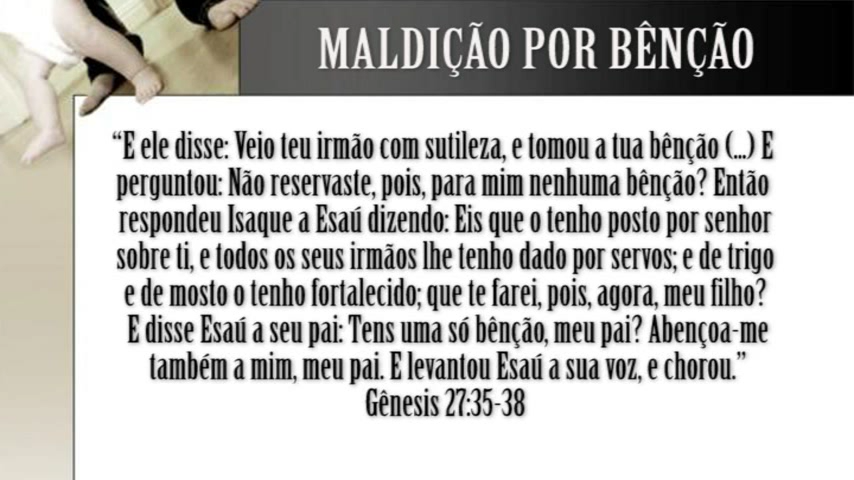 MALDIÇÃO POR BÊNÇÃO
“E ele disse: Veio teu irmão com sutileza, e tomou a tua bênção (...) E
perguntou: Não reservaste, pois, para mim nenhuma bênção? Então
respondeu Isaque a Esaú dizendo: Eis que o tenho posto por senhor
sobre ti, e todos os seus irmãos lhe tenho dado por servos; e de trigo
e de mosto o tenho fortalecido; que te farei, pois, agora, meu filho?
E disse Esaú a seu pai: Tens uma só bênção, meu pai? Abençoa-me
também a mim, meu pai. E levantou Esaú a sua voz, e chorou.”
Gênesis 27:35-38